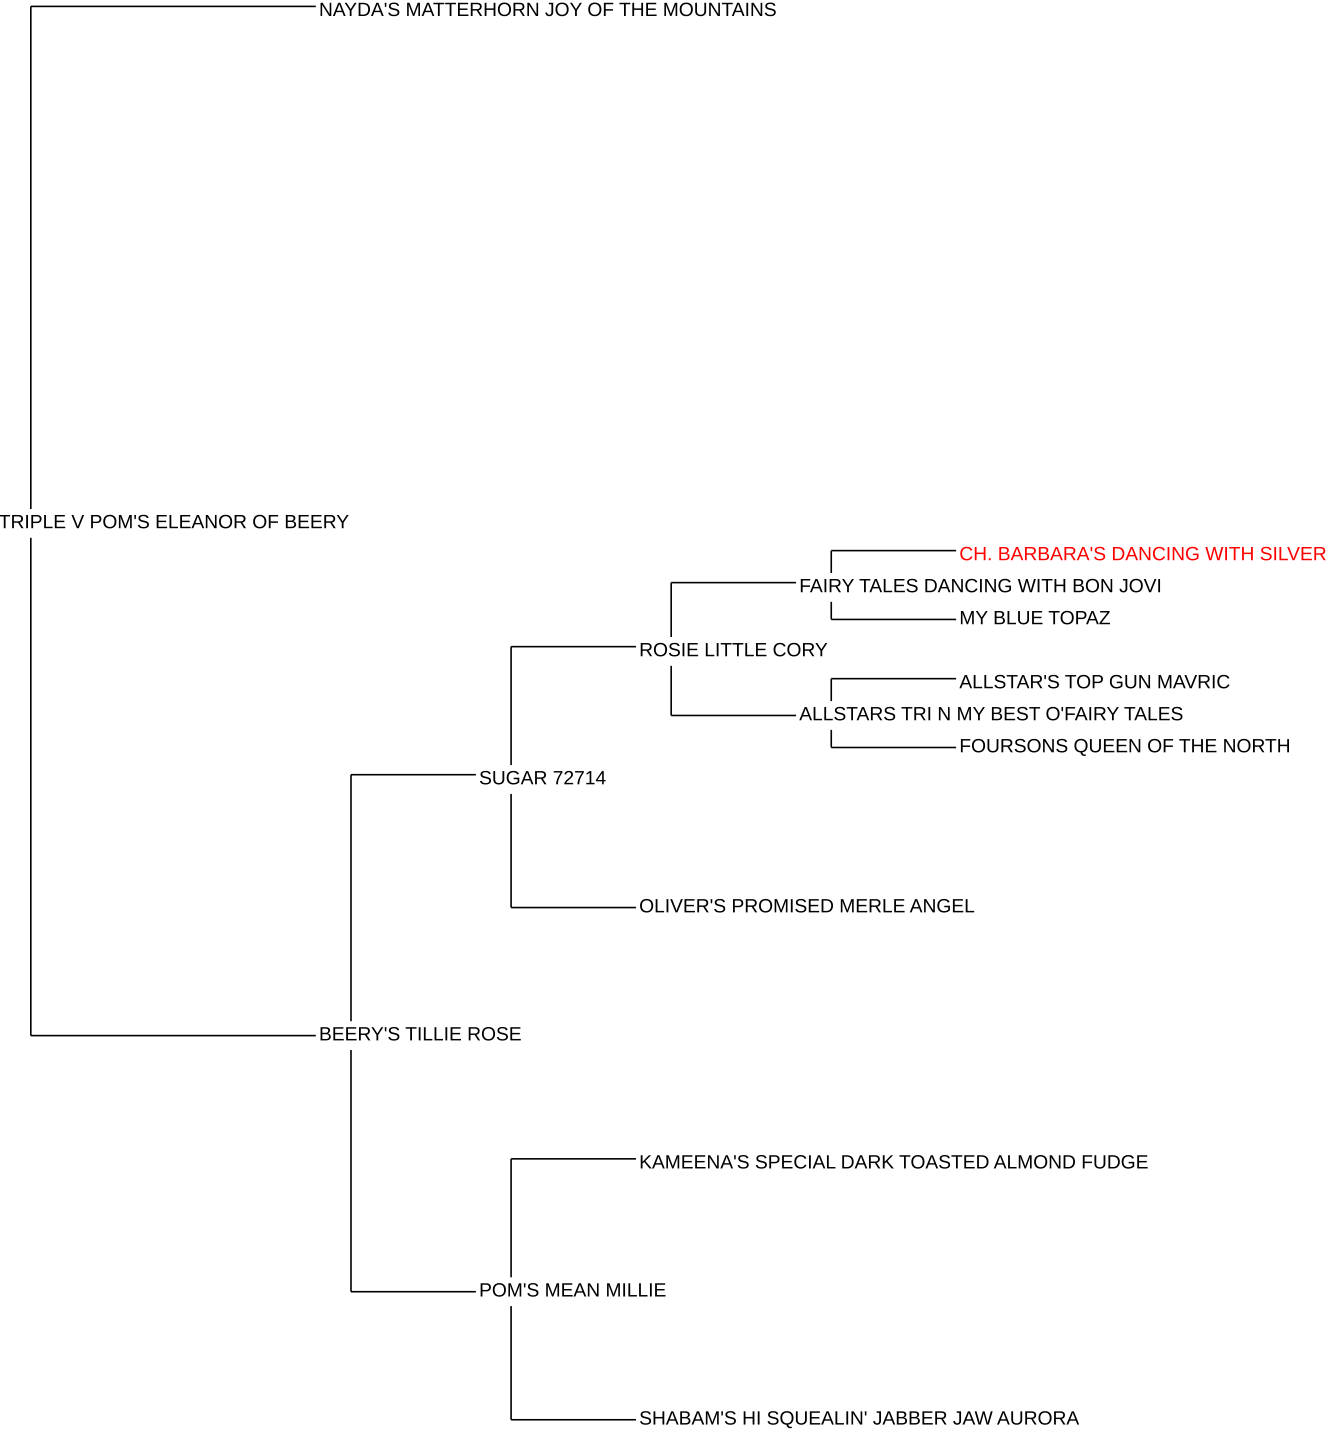 NAYDA'S MATTERHORN JOY OF THE MOUNTAINS
TRIPLE V POM'S ELEANOR OF BEERY
CH. BARBARA'S DANCING WITH SILVER
FAIRY TALES DANCING WITH BON JOVI
MY BLUE TOPAZ
ROSIE LITTLE CORY
ALLSTAR'S TOP GUN MAVRIC
ALLSTARS TRI N MY BEST O'FAIRY TALES
FOURSONS QUEEN OF THE NORTH
SUGAR 72714
OLIVER'S PROMISED MERLE ANGEL
BEERY'S TILLIE ROSE
KAMEENA'S SPECIAL DARK TOASTED ALMOND FUDGE
POM'S MEAN MILLIE
SHABAM'S HI SQUEALIN' JABBER JAW AURORA